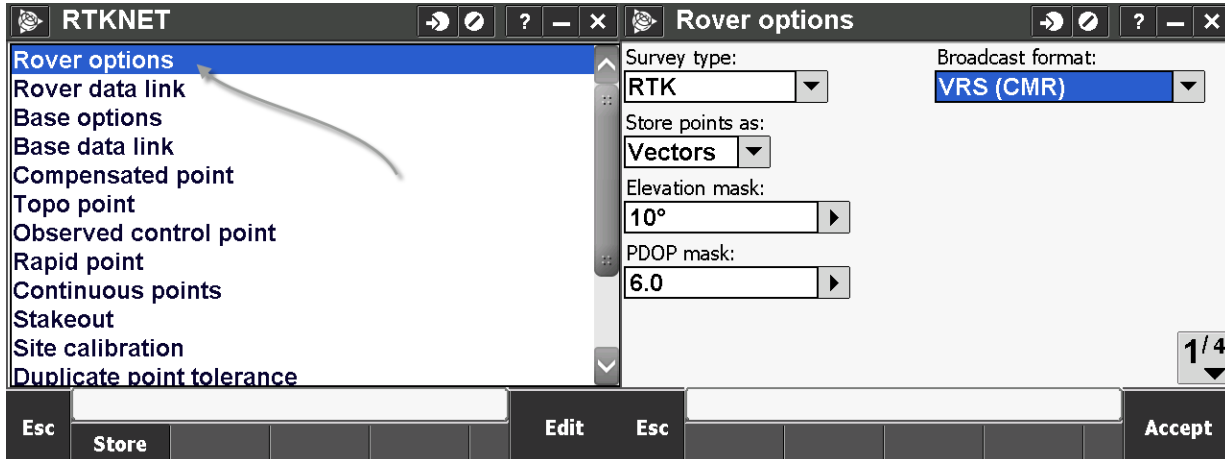 RTKNET
? — ×
Rover options
Rover data link
Base options
Base data link
Compensated point
Topo point
Observed control point
Rapid point
Continuous points
Stakeout
Site calibration
Duplicate point tolerance
Esc
Store
Edit
Rover options
? — ×
Survey type:
RTK
Broadcast format:
VRS (CMR)
Store points as:
Vectors
Elevation mask:
10°
PDOP mask:
6.0
1/4
Esc
Accept